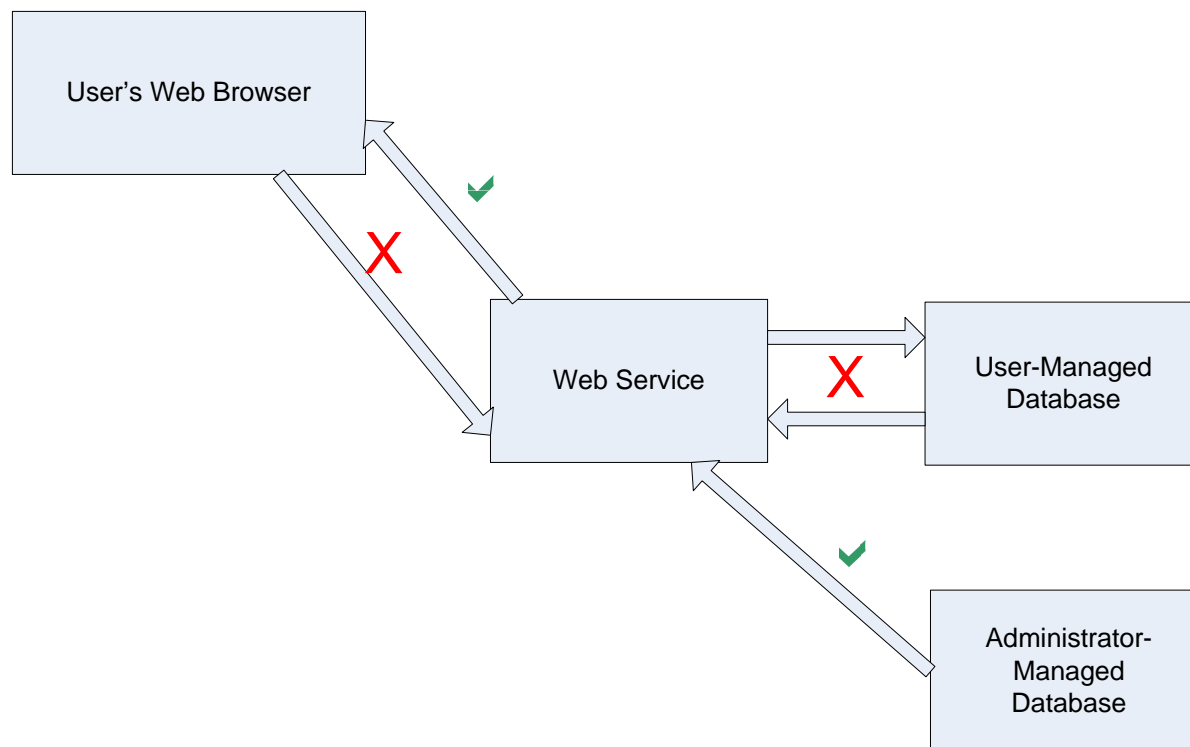 User’s Web Browser
X
Web Service
X
User-Managed
Database
Administrator-
Managed
Database